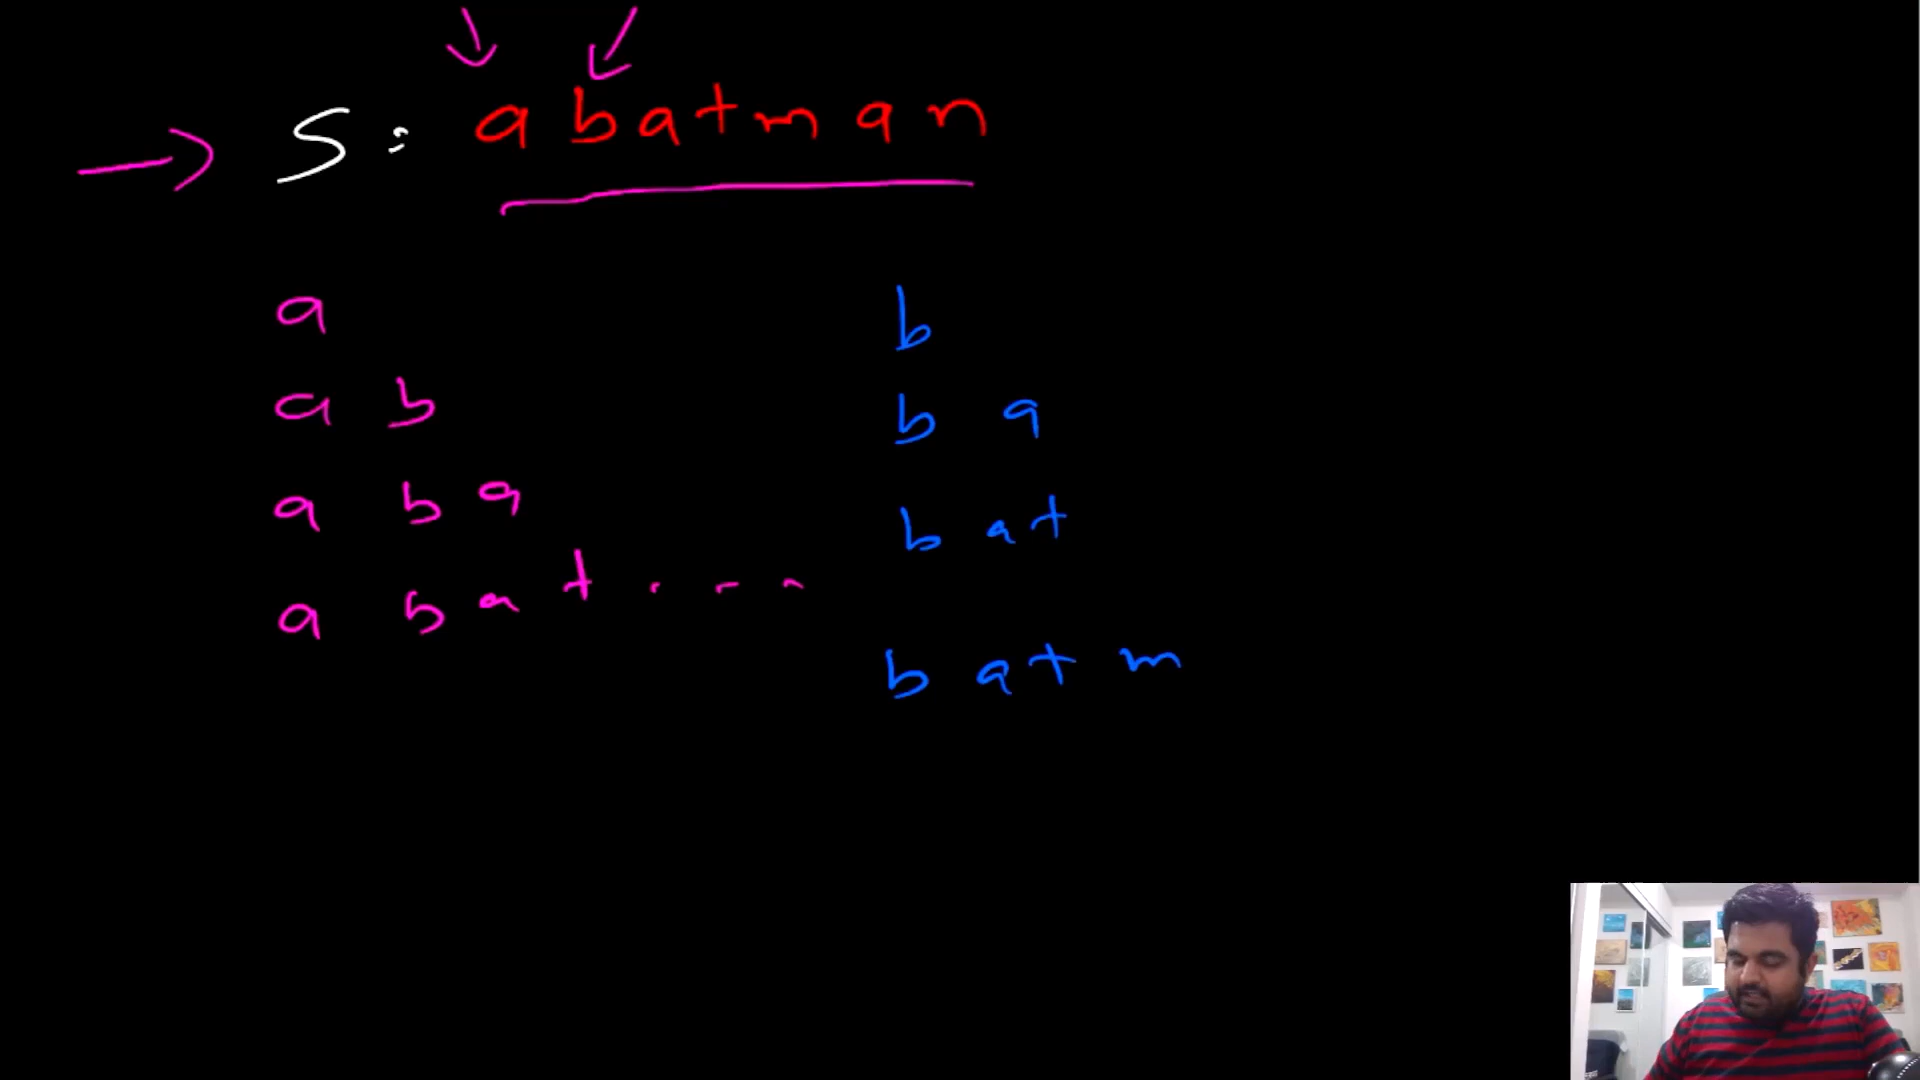 S: abatman
a
a b
a b a
a b a t . . .
b
b a
b a t
b a t m